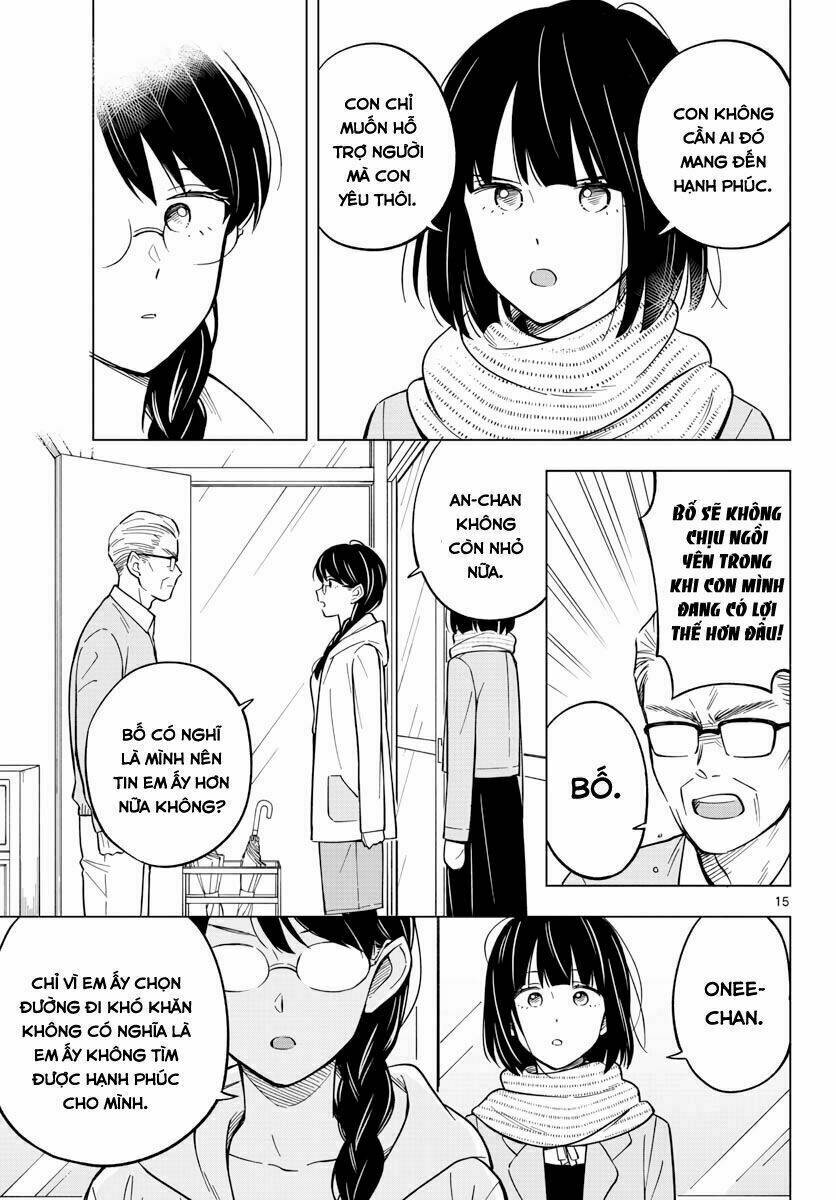 CON KHÔNG
CẦN AI ĐÓ
MANG ĐẾN
HẠNH PHÚC.
CON CHỈ
MUỐN HỖ
TRỢ NGƯỜI
MÀ CON
YÊU THÔI.
BỐ SẼ KHÔNG
CHỊU NGỒI
YÊN TRONG
KHI CON MÌNH
ĐANG CÓ LỢI
THẾ HƠN ĐÂU!
BỐ.
AN-CHAN
KHÔNG
CÒN NHỎ
NỮA.
BỐ CÓ NGHĨ
LÀ MÌNH NÊN
TIN EM ẤY HƠN
NỮA KHÔNG?
15
ONEE-
CHAN.
CHỈ VÌ EM ẤY CHỌN
ĐƯỜNG ĐI KHÓ KHĂN
KHÔNG CÓ NGHĨA LÀ
EM ẤY KHÔNG TÌM
ĐƯỢC HẠNH PHÚC
CHO MÌNH.